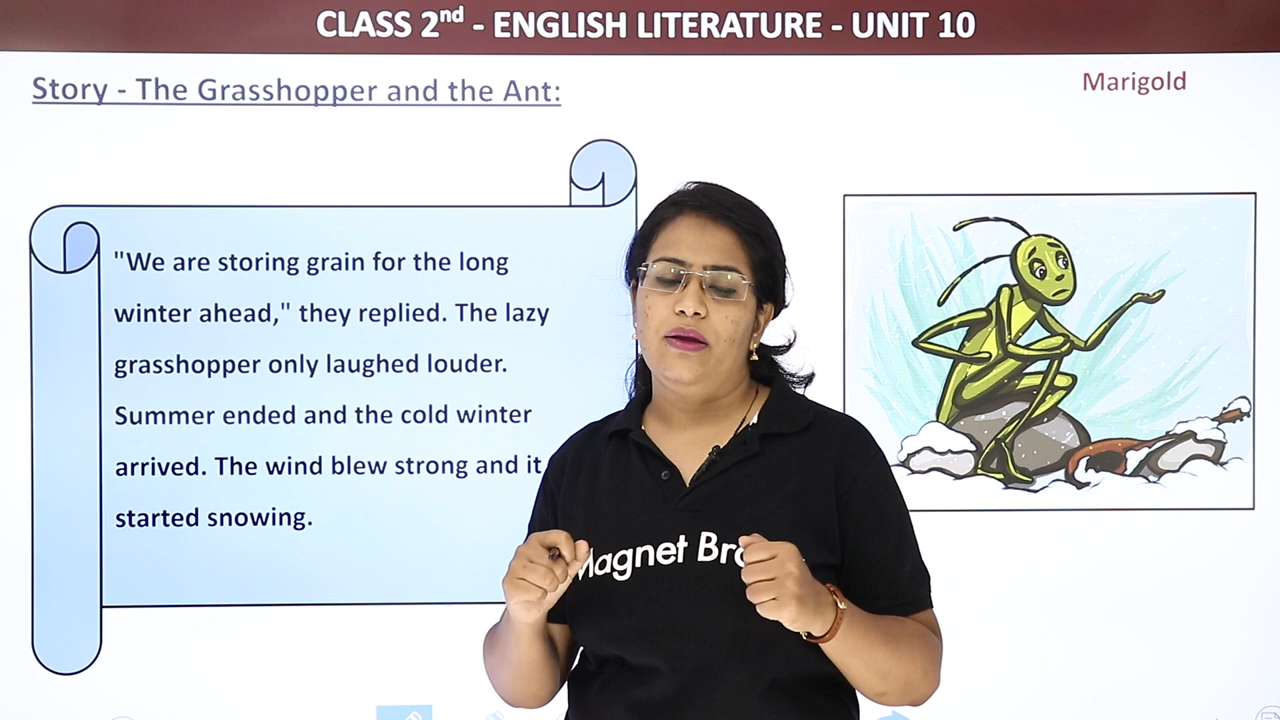 CLASS 2nd - ENGLISH LITERATURE - UNIT 10
Story - The Grasshopper and the Ant:
Marigold
"We are storing grain for the long
winter ahead," they replied. The lazy
grasshopper only laughed louder.
Summer ended and the cold winter
arrived. The wind blew strong and it
started snowing.
Magnet Bra